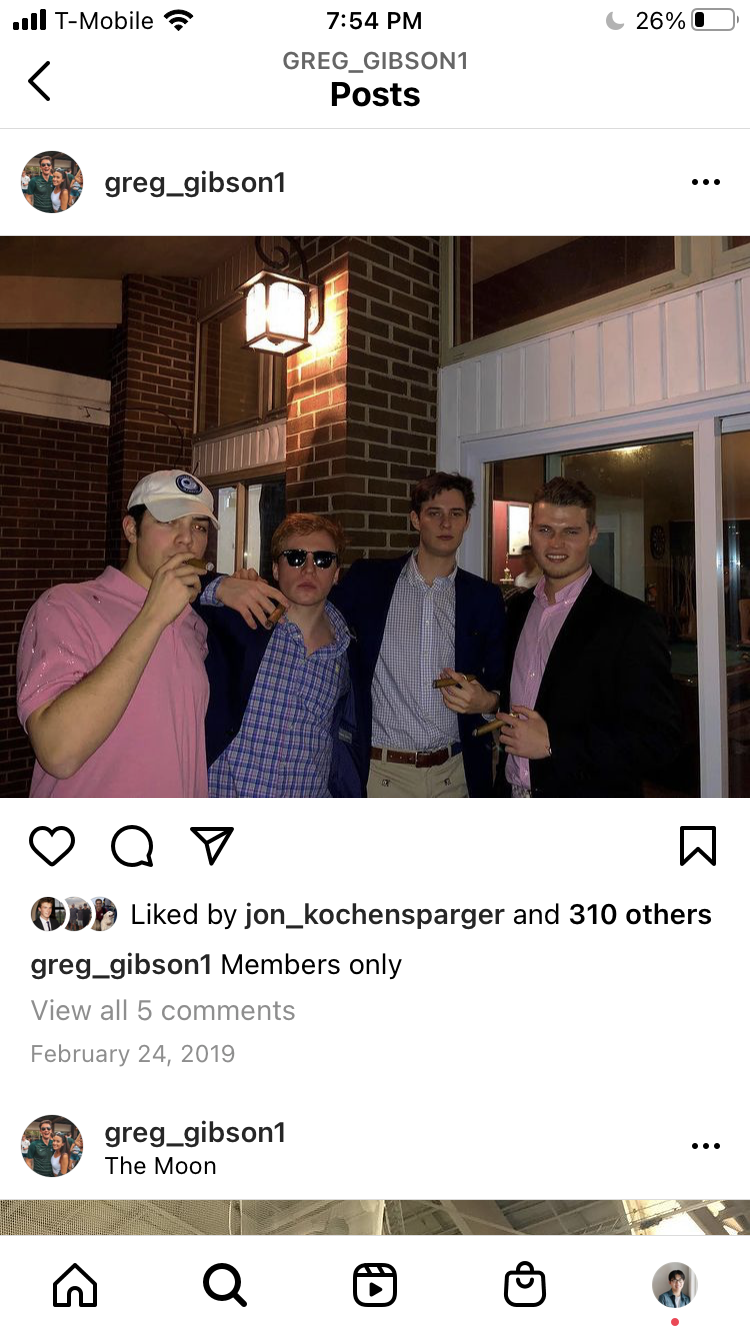 T-Mobile 7:54 PM 26%
GREG_GIBSON1
Posts
greg_gibson1
Liked by jon_kochensparger and 310 others
greg_gibson1 Members only
View all 5 comments
February 24, 2019
greg_gibson1
The Moon